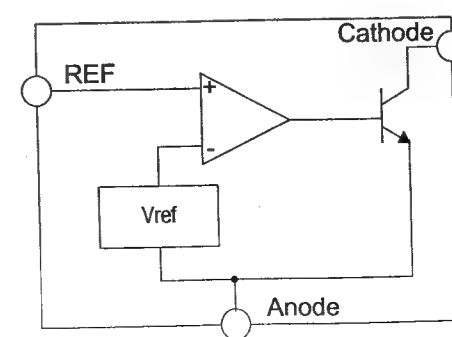 Cathode
REF
+
-
Vref
Anode